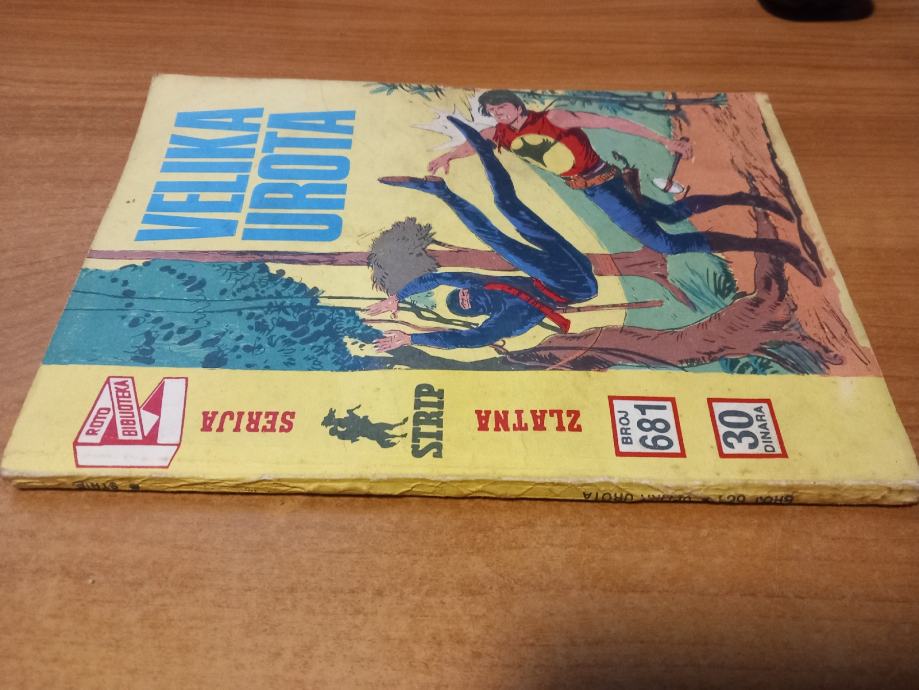 VELIKA
UROTA
ROTO
BIBLIOTEKA
ZLATNA
SERIJA
STRIP
BROJ
681
30
DINARA